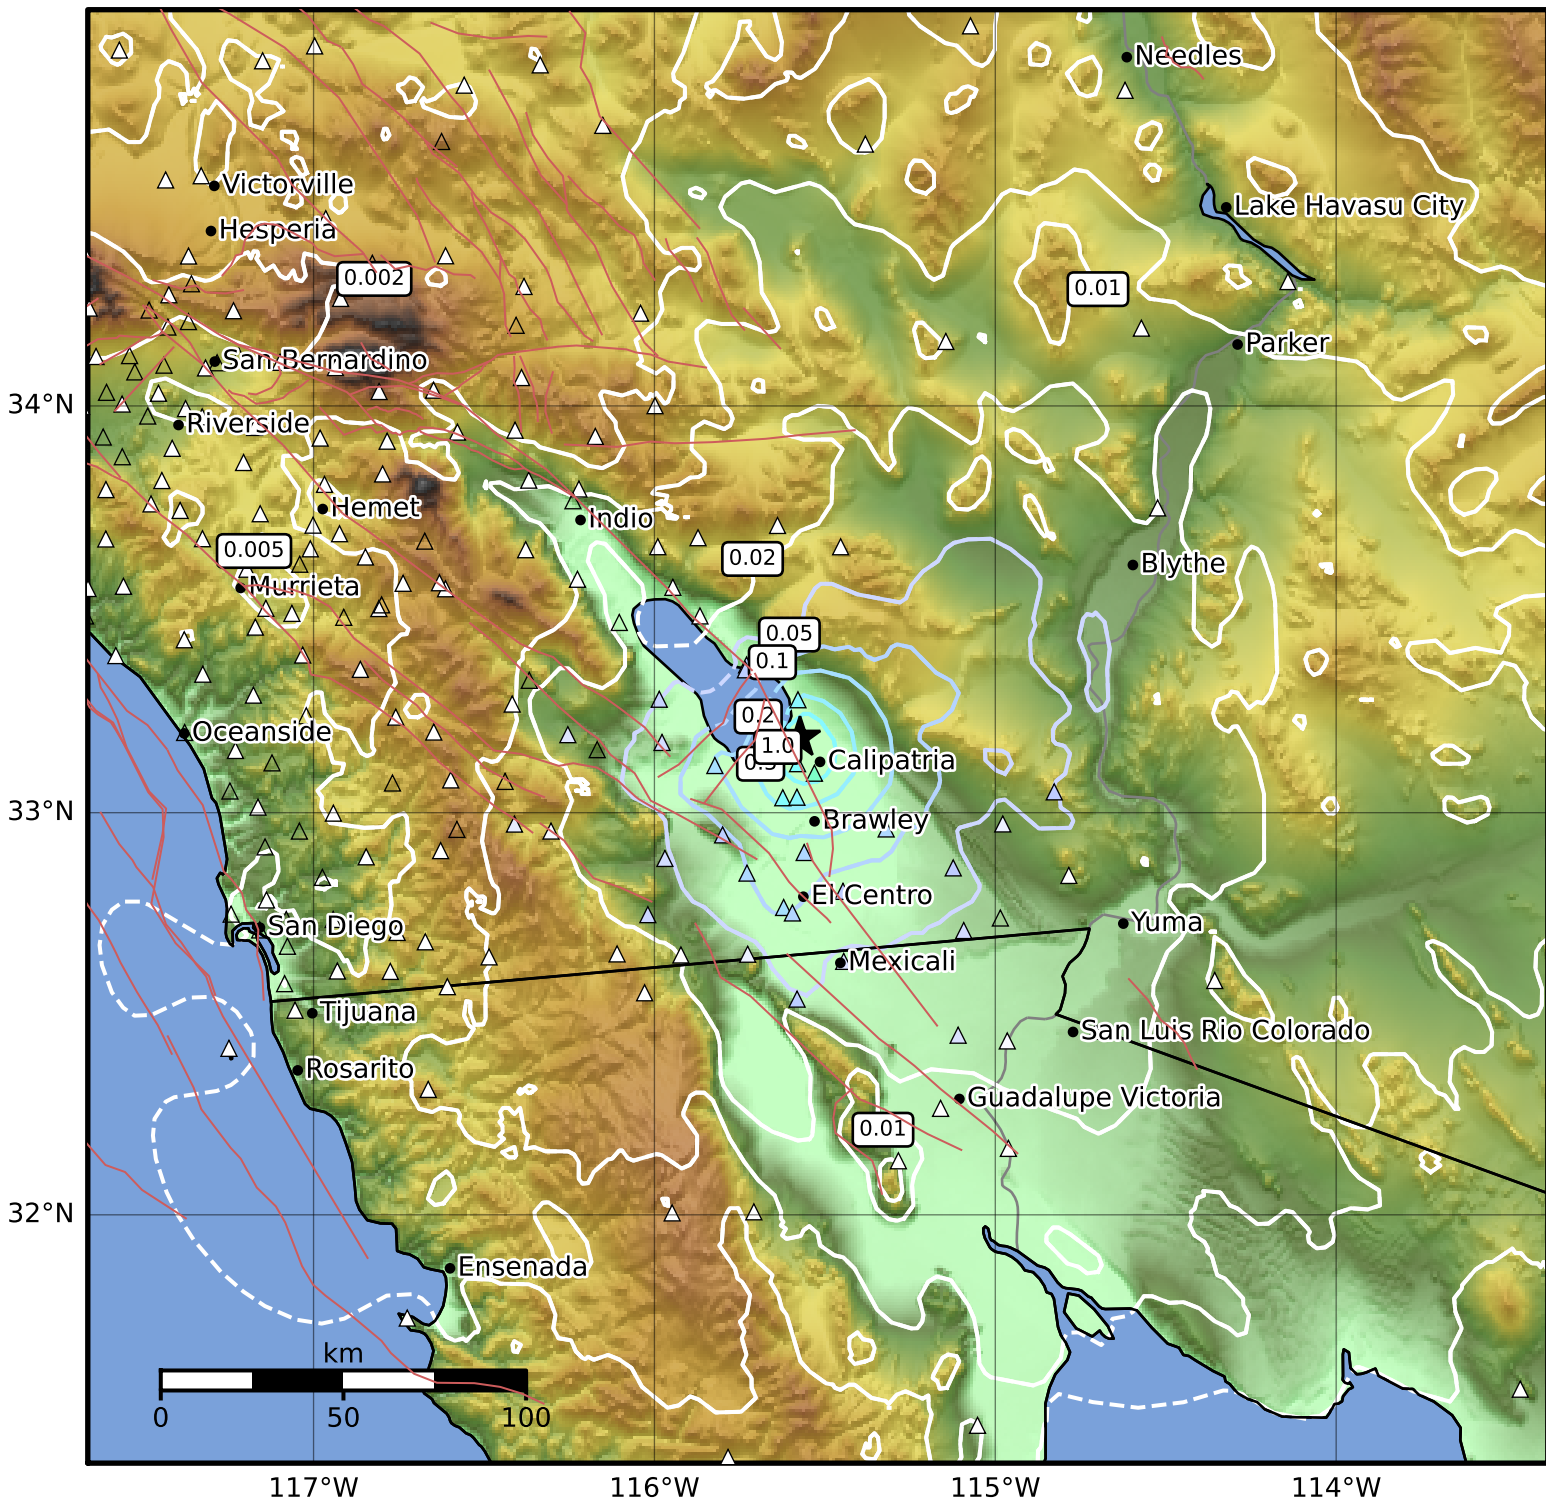 Needles
Victorville
Lake Havasu City
Hesperia
0.002
0.01
Parker
San Bernardino
34°N
Riverside
Hemet
Indio
0.005
0.02
Blythe
Murrieta
0.05
0.1
0.2
Oceanside
1.0
Calipatria
33°N
Brawley
El Centro
San Diego
Yuma
Mexicali
Tijuana
San Luis Rio Colorado
Rosarito
Guadalupe Victoria
0.01
32°N
Ensenada
km
0 50 100
117°W 116°W 115°W 114°W